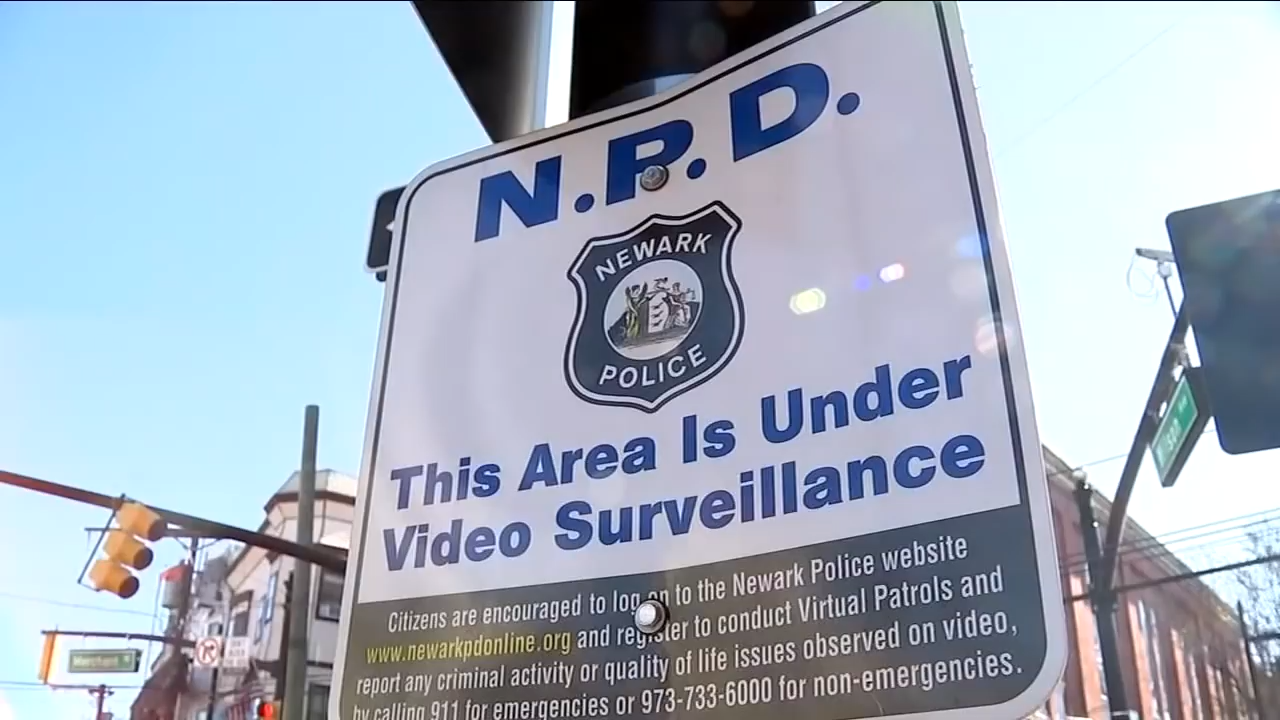 N.P.D.
NEWARK
POLICE
This Area Is Under
Video Surveillance
Citizens are encouraged to log on to the Newark Police website
www.newarkpdonline.org and register to conduct Virtual Patrols and
report any criminal activity or quality of life issues observed on video,
by calling 911 for emergencies or 973-733-6000 for non-emergencies.
Merchant